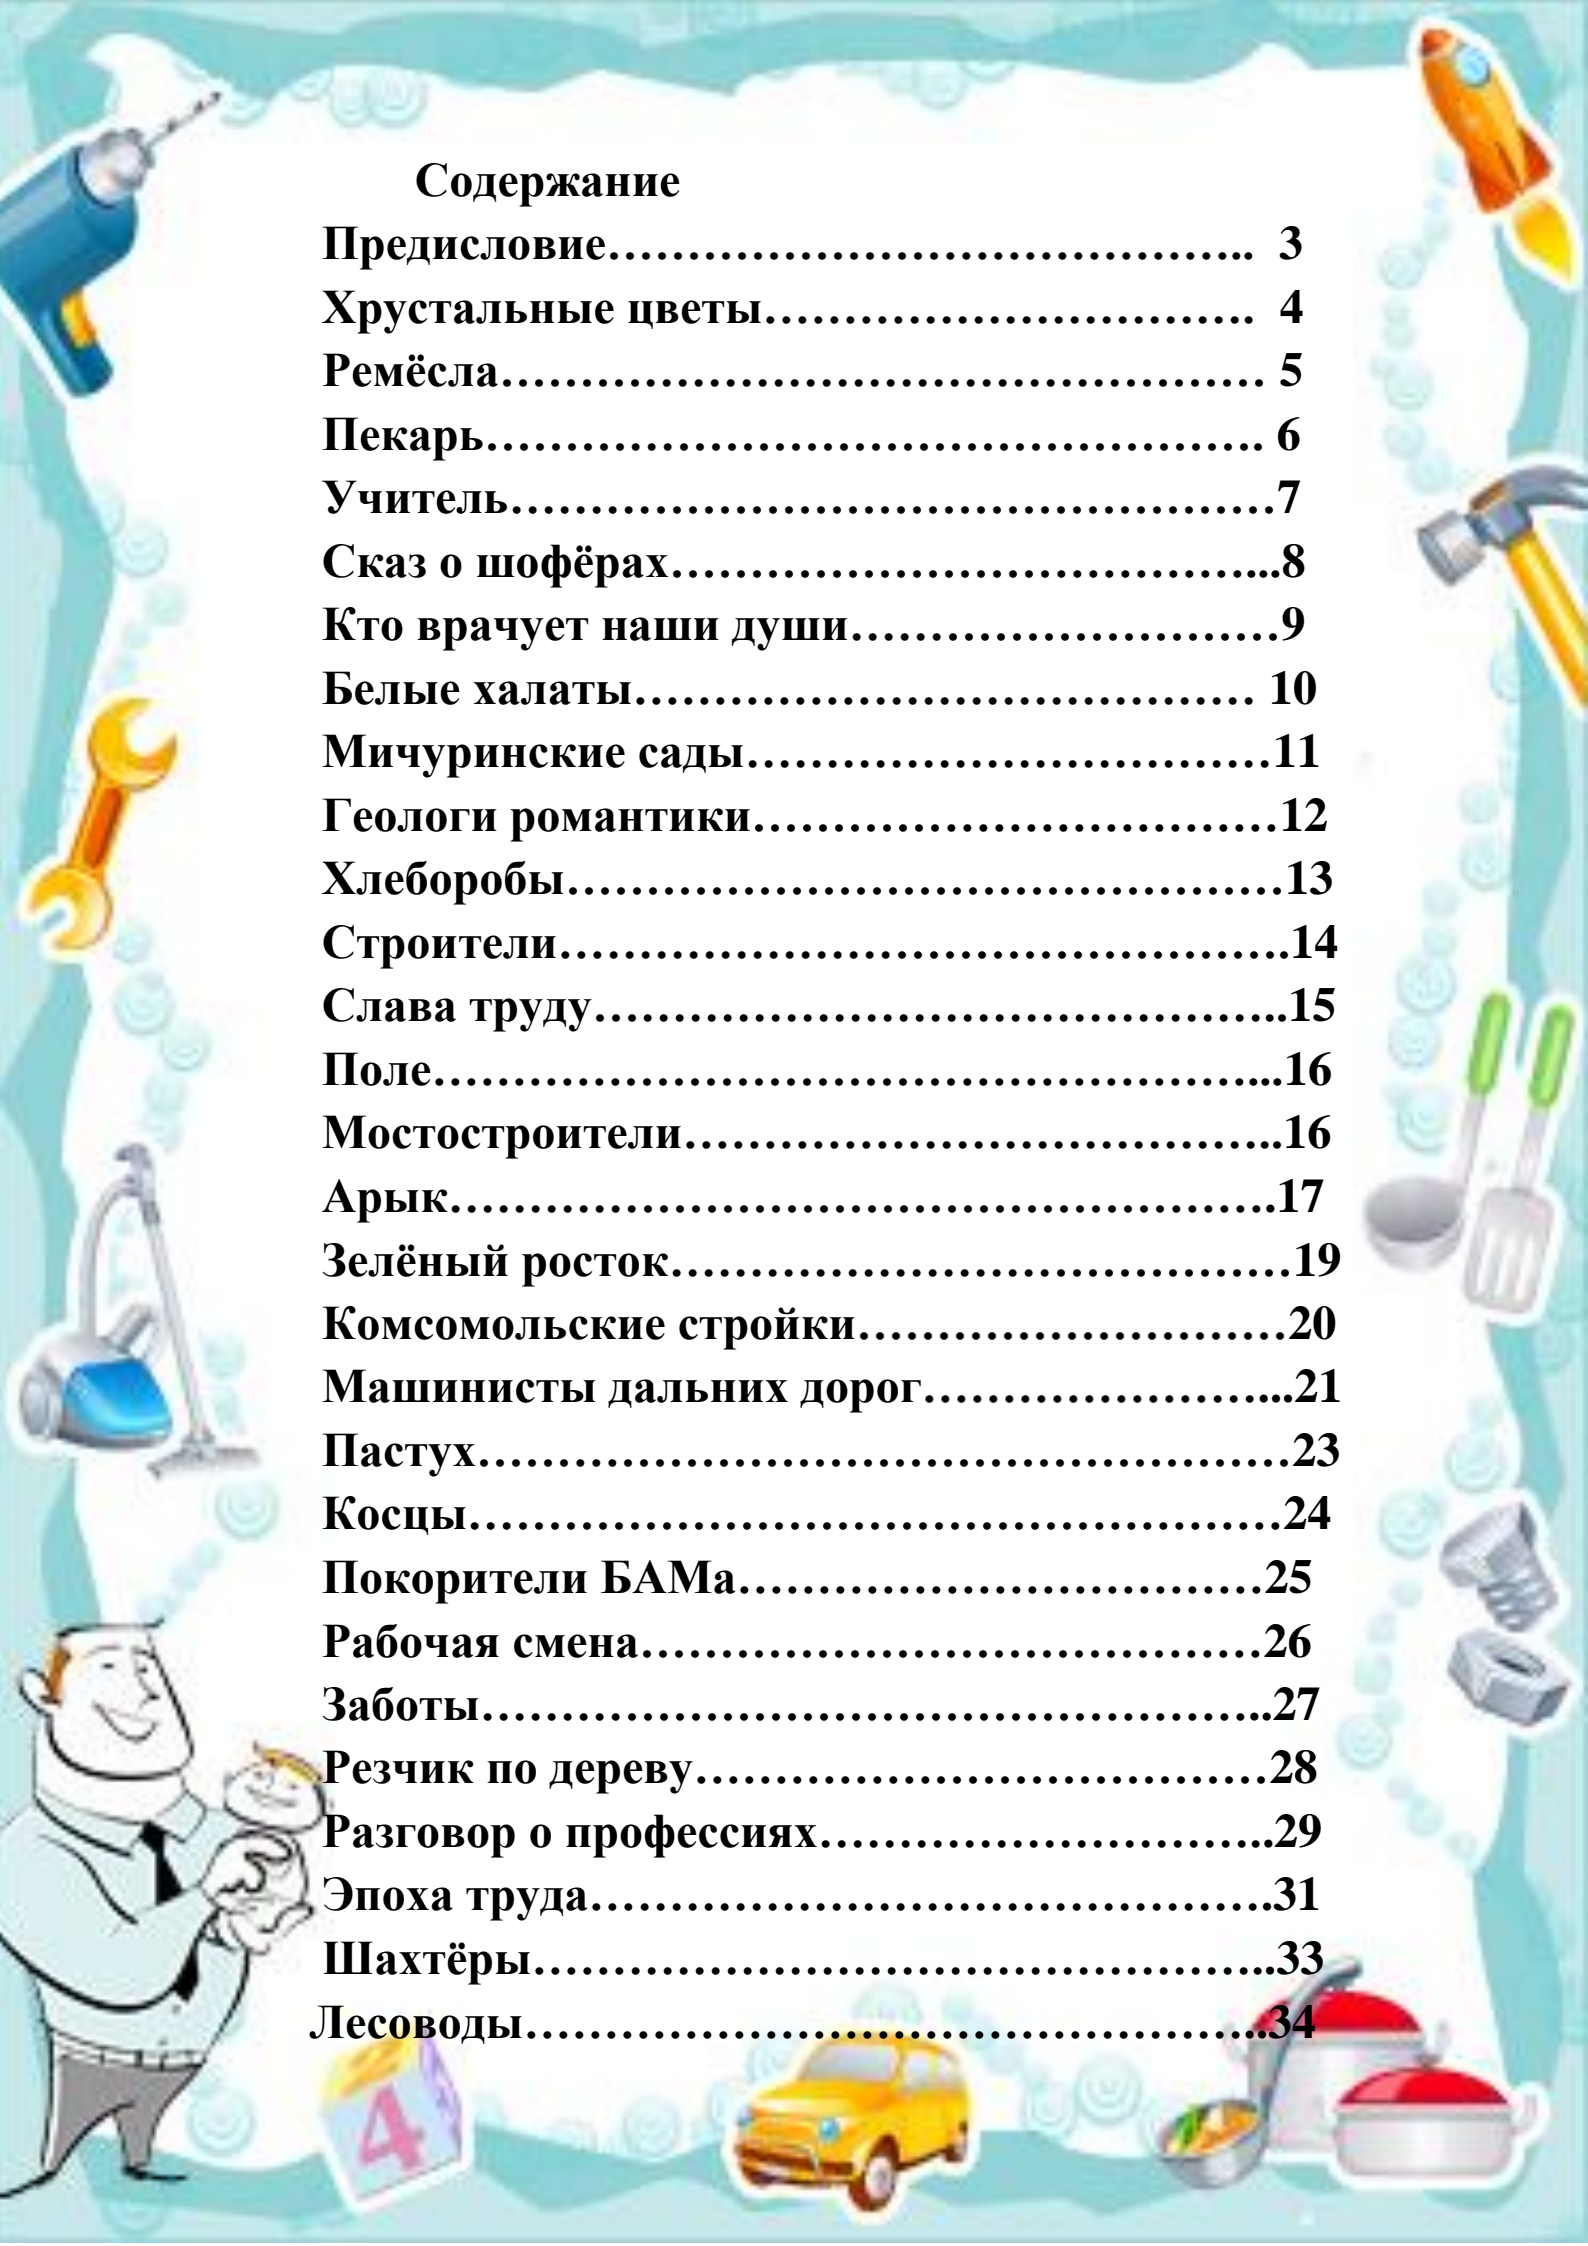 Содержание
Предисловие…………………………………….. 3
Хрустальные цветы…………………………. 4
Ремёсла………………………………………… 5
Пекарь…………………………………………. 6
Учитель…………………………………………7
Сказ о шофёрах………………………………...8
Кто врачует наши души………………………9
Белые халаты………………………………… 10
Мичуринские сады……………………………11
Геологи романтики……………………………12
Хлеборобы………………………………………13
Строители……………………………………….14
Слава труду……………………………………..15
Поле……………………………………………...16
Мостостроители………………………………..16
Арык…………………………………………….17
Зелёный росток…………………………………19
Комсомольские стройки………………………20
Машинисты дальних дорог…………………...21
Пастух……………………………………………23
Косцы……………………………………………24
Покорители БАМа……………………………25
Рабочая смена…………………………………26
Заботы…………………………………………..27
Резчик по дереву………………………………28
Разговор о профессиях………………………..29
Эпоха труда…………………………………….31
Шахтёры………………………………………..33
Лесоводы………………………………………..34
4